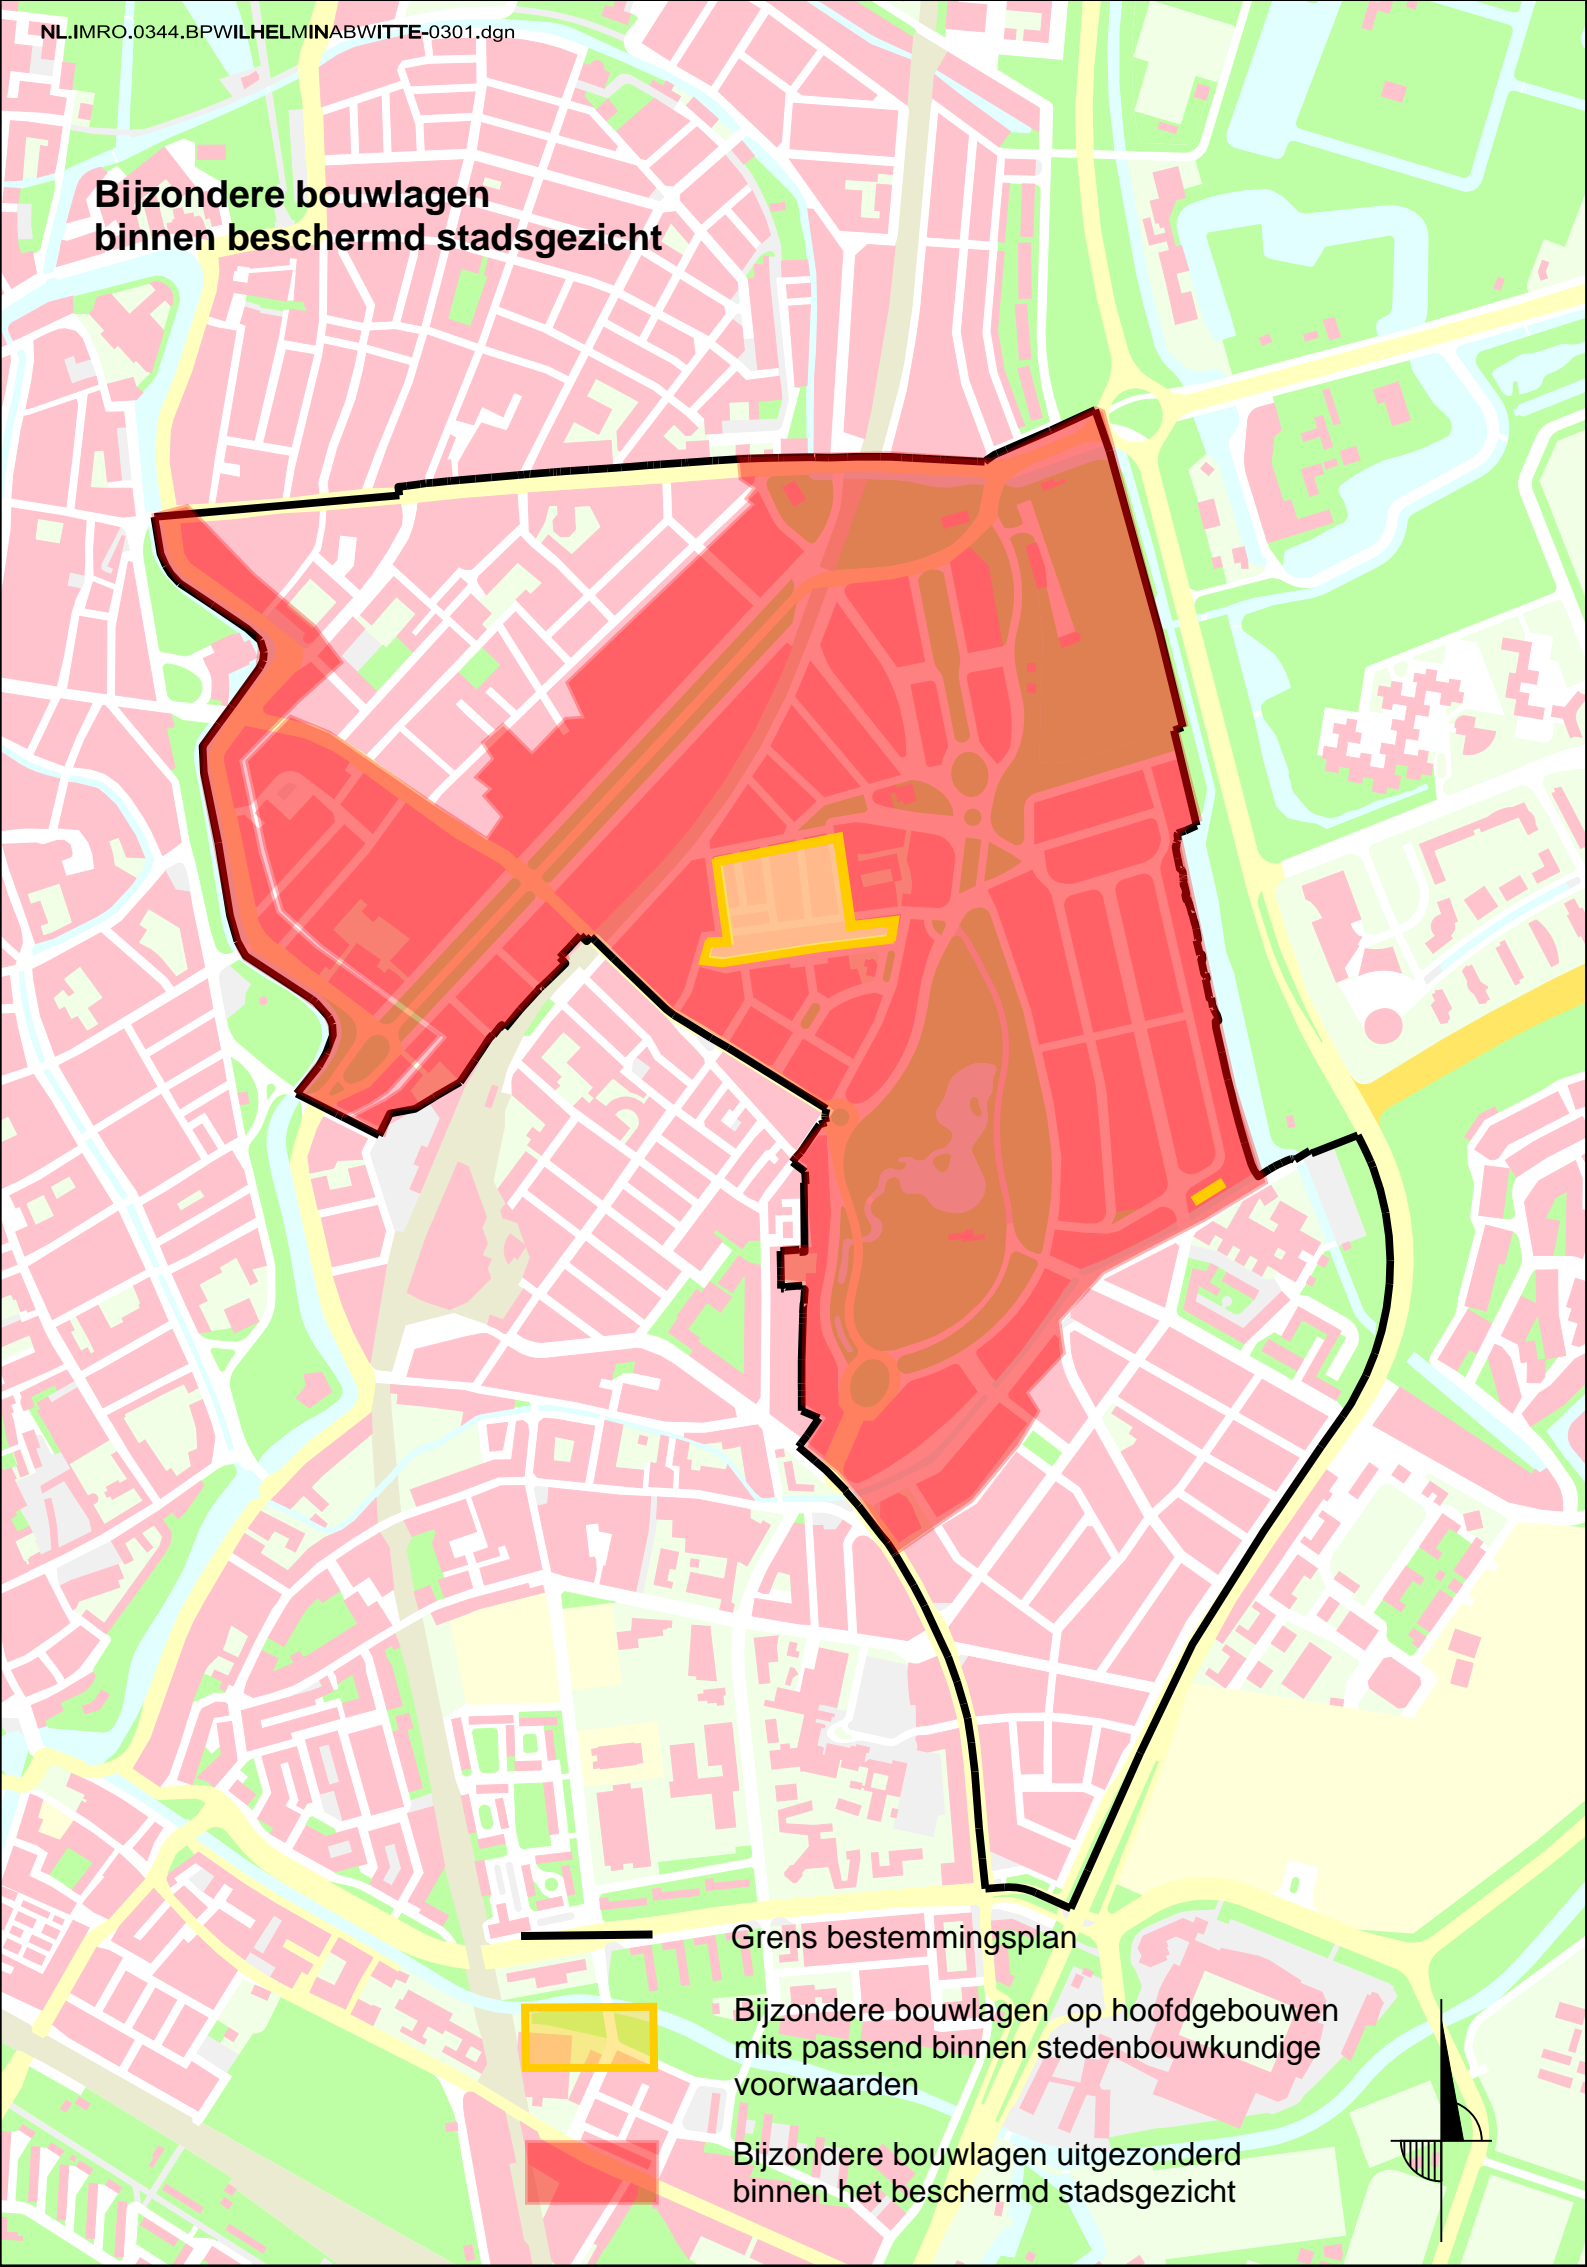 NL.IMRO.0344.BPWILHELMINABWITTE-0301.dgn
Bijzondere bouwlagen
binnen beschermd stadsgezicht
Grens bestemmingsplan
Bijzondere bouwlagen op hoofdgebouwen
mits passend binnen stedenbouwkundige
voorwaarden
Bijzondere bouwlagen uitgezonderd
binnen het beschermd stadsgezicht